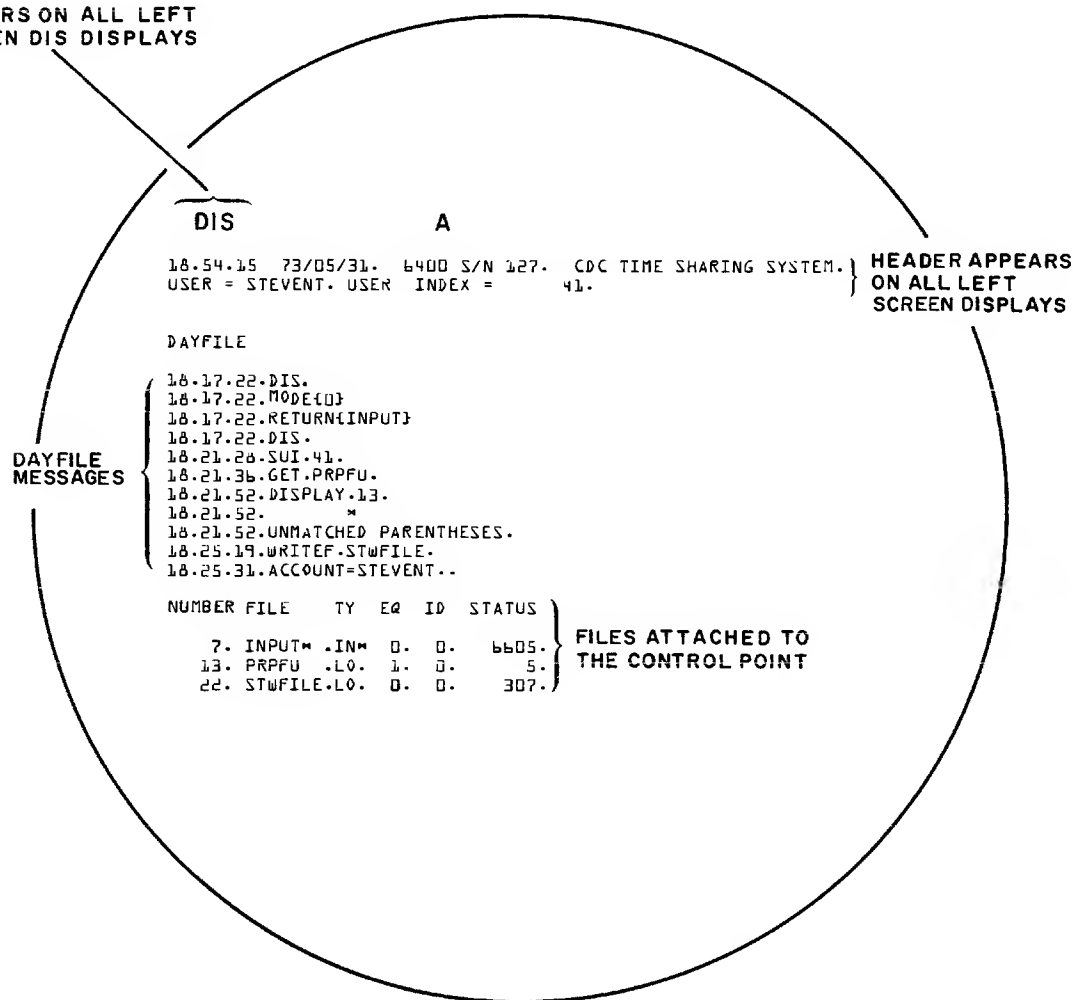 RS ON ALL LEFT
EN DIS DISPLAYS
DIS A
18.54.15 73/05/31. 6400 S/N 127. CDC TIME SHARING SYSTEM.
USER = STEVENT. USER INDEX = 41.
HEADER APPEARS
ON ALL LEFT
SCREEN DISPLAYS
DAYFILE
18.17.22.DIS.
18.17.22.MODE{0}
18.17.22.RETURN{INPUT}
18.17.22.DIS.
18.21.28.SUI.41.
18.21.36.GET.PRPFU.
18.21.52.DISPLAY.13.
18.21.52. *
18.21.52.UNMATCHED PARENTHESES.
18.25.19.WRITEF.STWFILE.
18.25.31.ACCOUNT=STEVENT..
DAYFILE
MESSAGES
NUMBER FILE TY EQ ID STATUS
7. INPUT* .IN* 0. 0. 6605.
13. PRPFU .LO. 1. 0. 5.
22. STWFILE.LO. 0. 0. 307.
FILES ATTACHED TO
THE CONTROL POINT